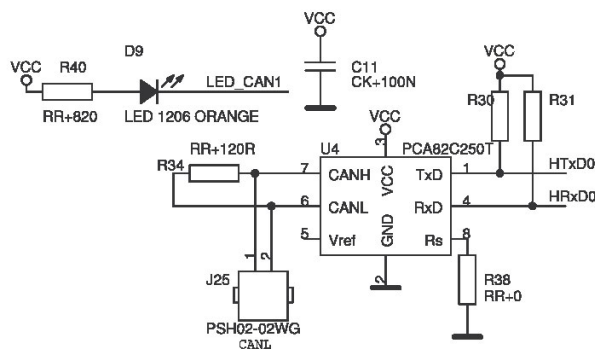 D9
VCC
R40
RR+820
LED 1206 ORANGE
LED_CAN1
VCC
C11
CK+100N
VCC
R30
R31
VCC
U4
PCA82C250T
3
RR+120R
R34
7
CANH
VCC
TxD
1
HTxD0
6
CANL
RxD
4
HRxD0
5
Vref
GND
Rs
8
2
1
2
J25
PSH02-02WG
CANL
R38
RR+0